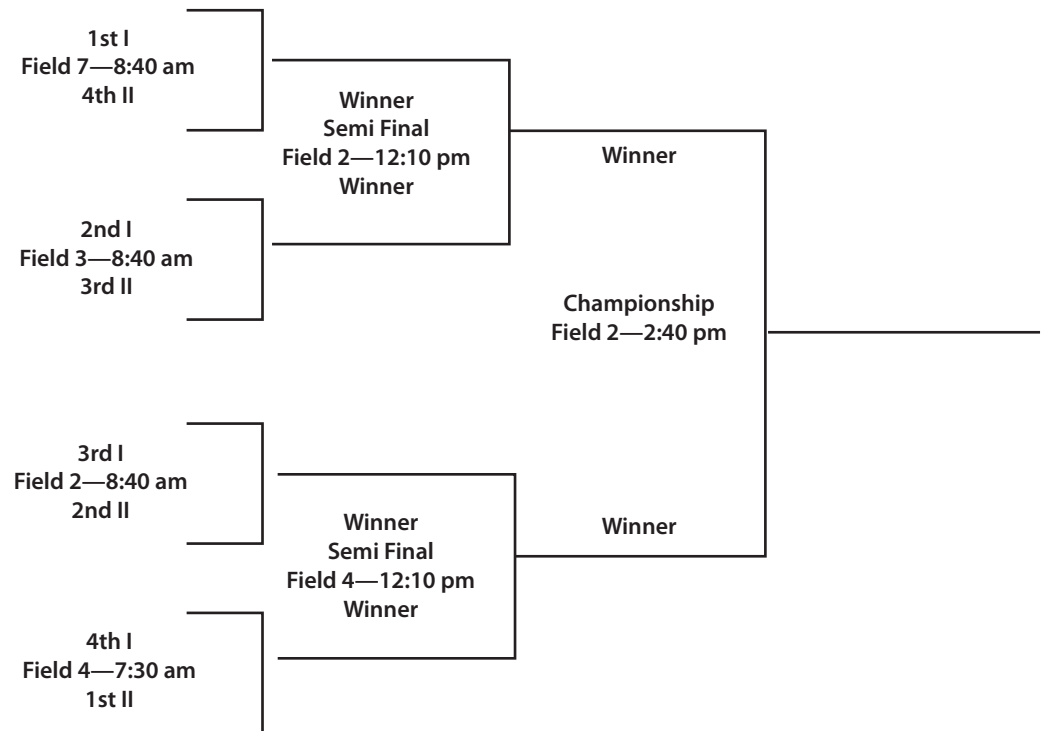 1st I
Field 7—8:40 am
4th II
Winner
Semi Final
Field 2—12:10 pm
Winner
2nd I
Field 3—8:40 am
3rd II
Winner
Championship
Field 2—2:40 pm
3rd I
Field 2—8:40 am
2nd II
Winner
Semi Final
Field 4—12:10 pm
Winner
Winner
4th I
Field 4—7:30 am
1st II